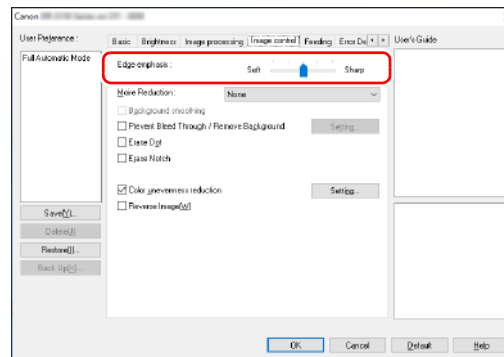 Canon
User Preference :
Full Automatic Mode
Save(Y)...
Delete(J)
Restore(I)...
Back Up(K)...
Basic Brightness Image processing Image control Feeding Error De
User's Guide
Edge-emphasis :
Soft Sharp
Moire Reduction :
None
Background smoothing
Prevent Bleed Through / Remove Background
Setting...
Erase Dot
Erase Notch
Color unevenness reduction
Setting...
Reverse Image(W)
OK Cancel Default Help